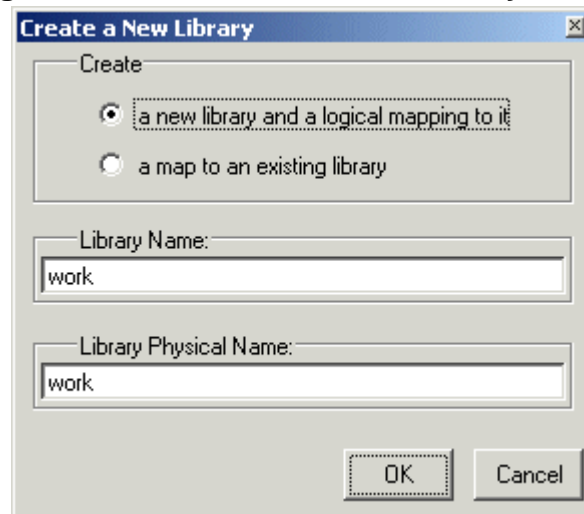 Create a New Library
Create
a new library and a logical mapping to it
a map to an existing library
Library Name:
work
Library Physical Name:
work
OK Cancel